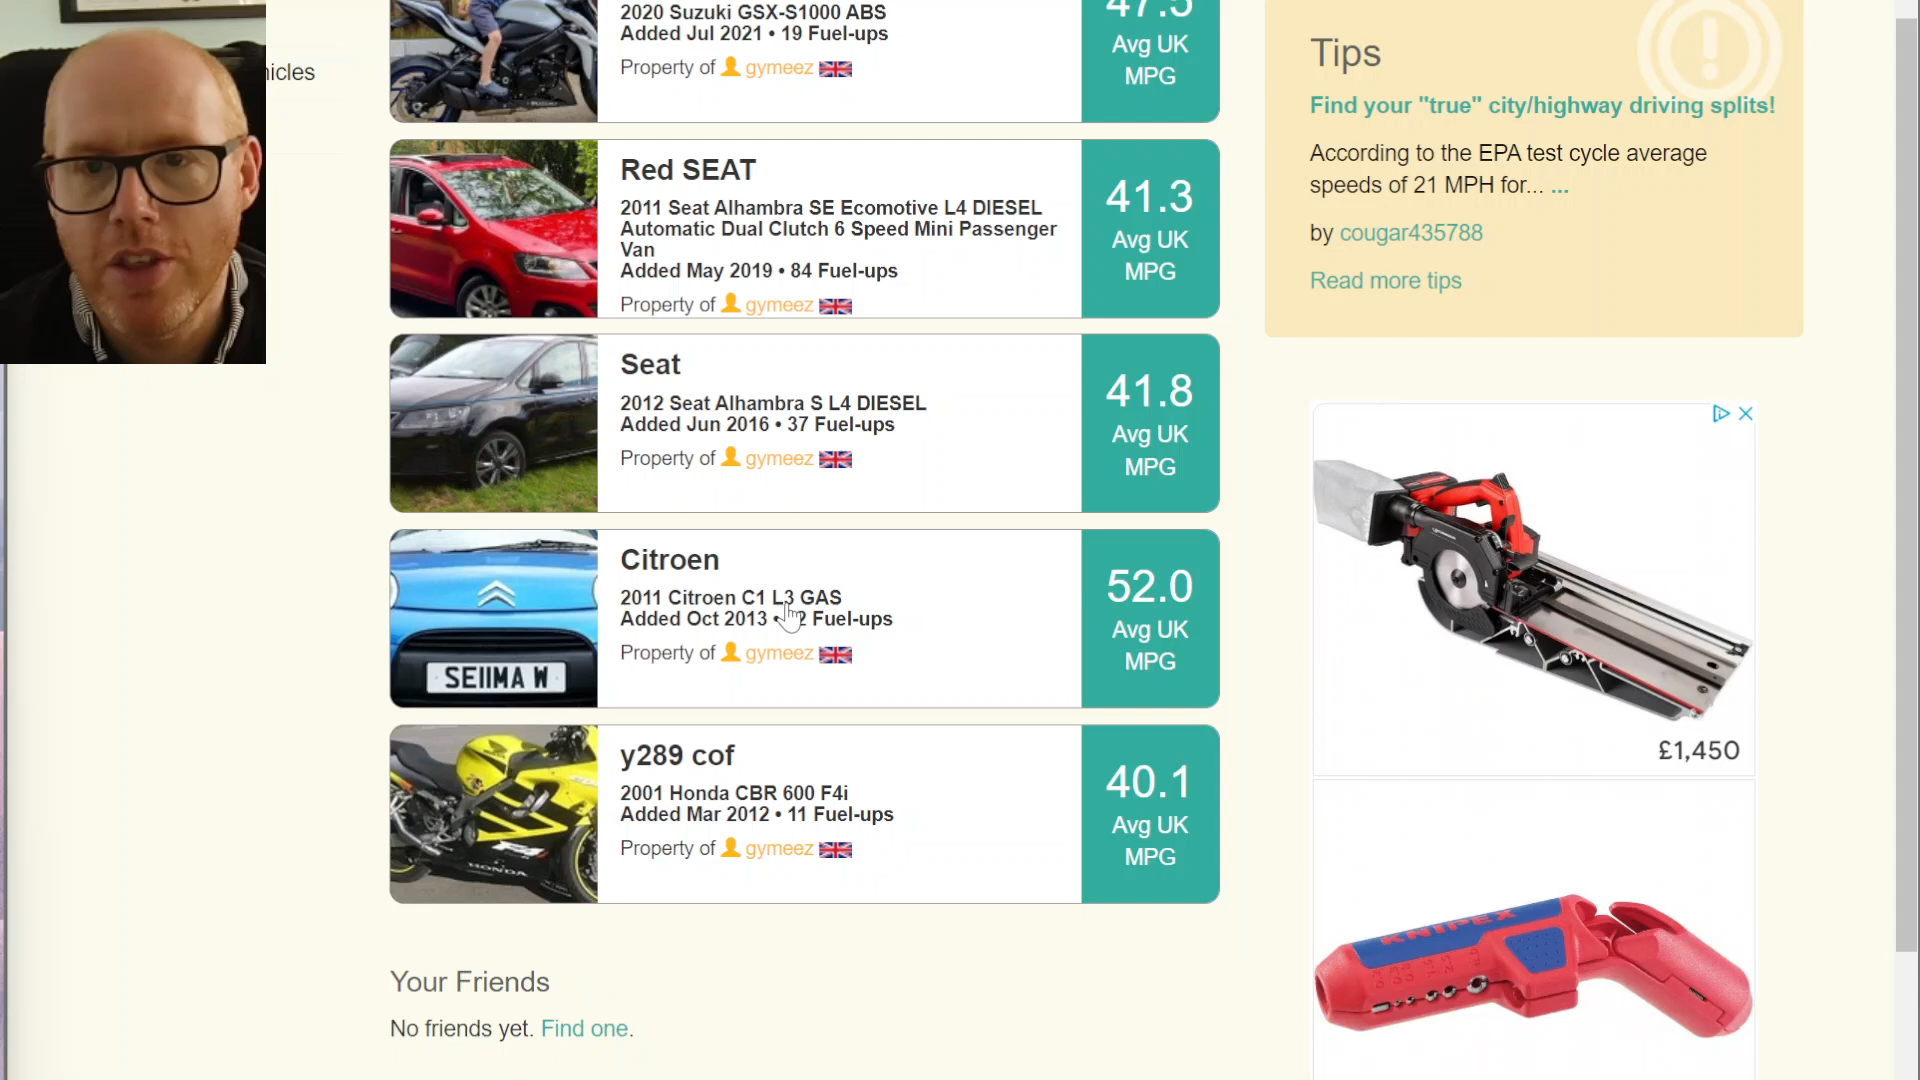 hicles
2020 Suzuki GSX-S1000 ABS
Added Jul 2021 • 19 Fuel-ups
Property of gymeez
47.5
Avg UK
MPG
Red SEAT
2011 Seat Alhambra SE Ecomotive L4 DIESEL
Automatic Dual Clutch 6 Speed Mini Passenger
Van
Added May 2019 • 84 Fuel-ups
Property of gymeez
41.3
Avg UK
MPG
Seat
2012 Seat Alhambra S L4 DIESEL
Added Jun 2016 • 37 Fuel-ups
Property of gymeez
41.8
Avg UK
MPG
SE11MA W
Citroen
2011 Citroen C1 L3 GAS
Added Oct 2013 • Fuel-ups
Property of gymeez
52.0
Avg UK
MPG
HONDA
y289 cof
2001 Honda CBR 600 F4i
Added Mar 2012 • 11 Fuel-ups
Property of gymeez
40.1
Avg UK
MPG
Your Friends
No friends yet. Find one.
Tips
Find your "true" city/highway driving splits!
According to the EPA test cycle average
speeds of 21 MPH for... ...
by cougar435788
Read more tips
£1,450
KNIPEX